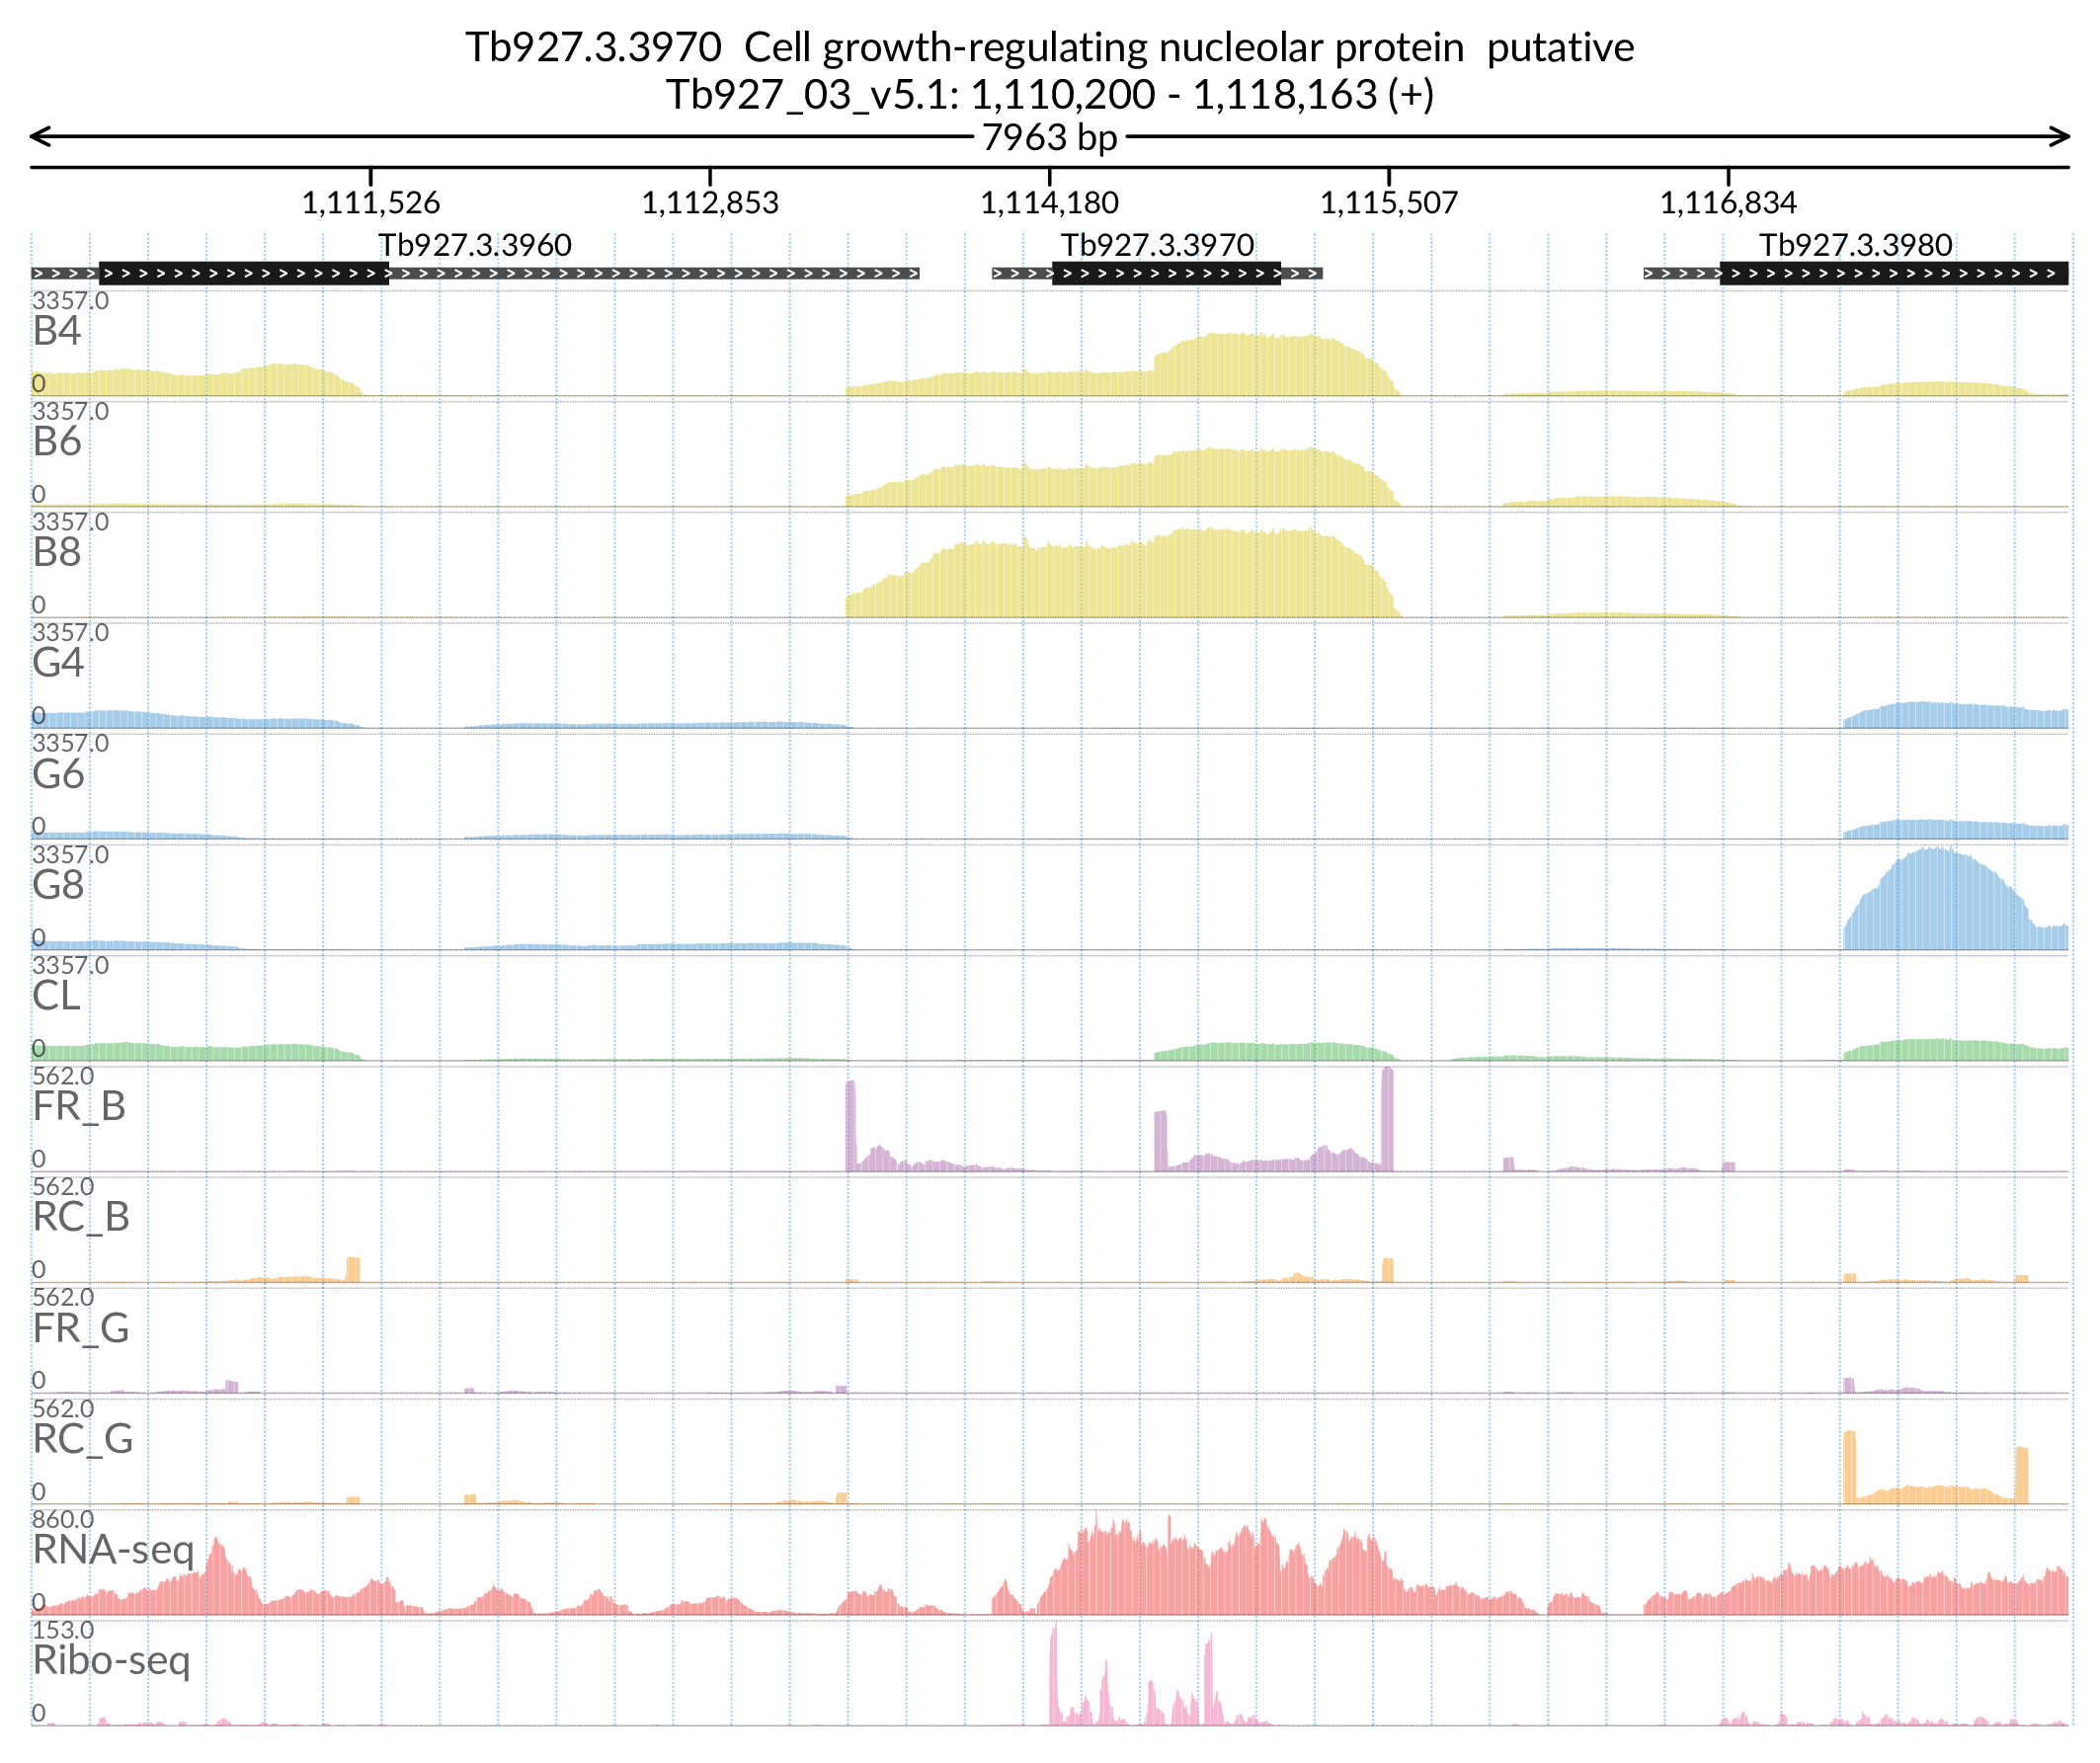 Tb927.3.3970  Cell growth-regulating nucleolar protein  putative
Tb927_03_v5.1: 1,110,200 - 1,118,163 (+)
7963 bp
1,111,526 1,112,853 1,114,180 1,115,507 1,116,834
Tb927.3.3960 Tb927.3.3970 Tb927.3.3980
3357.0
B4
0
3357.0
B6
0
3357.0
B8
0
3357.0
G4
0
3357.0
G6
0
3357.0
G8
0
3357.0
CL
0
562.0
FR_B
0
562.0
RC_B
0
562.0
FR_G
0
562.0
RC_G
0
860.0
RNA-seq
0
153.0
Ribo-seq
0